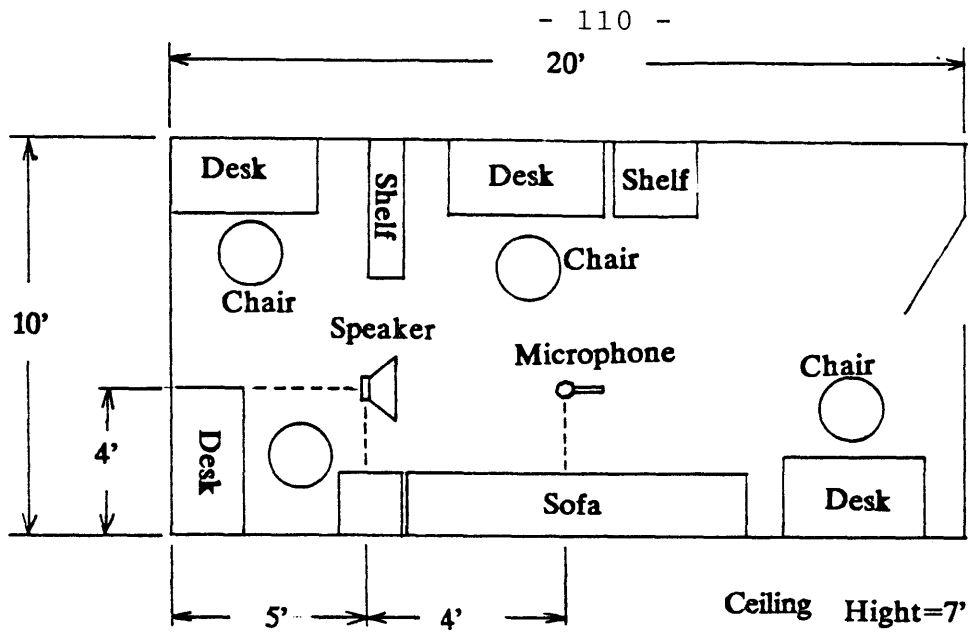 - 110 -
20'
Desk
Shelf
Desk
Shelf
Chair
Chair
10'
Speaker
Microphone
Chair
4'
Desk
Sofa
Desk
5'
4'
Ceiling Hight=7'